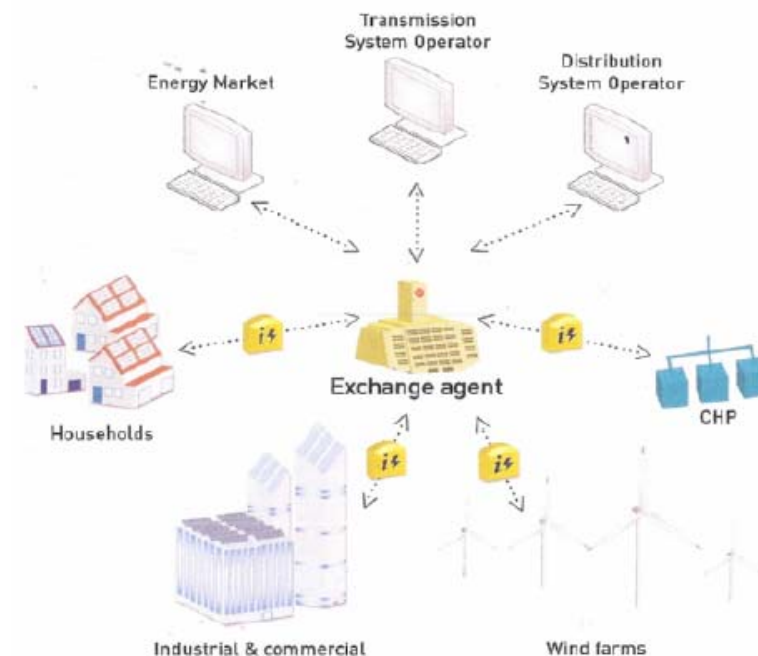 Transmission
System Operator
Energy Market
Distribution
System Operator
i
i
Exchange agent
Households
CHP
i
i
Industrial & commercial
Wind farms